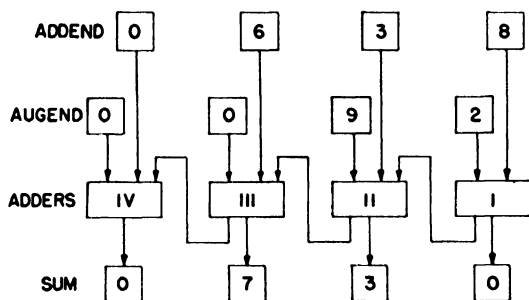 ADDEND 0 6 3 8
AUGEND 0 0 9 2
ADDERS IV III II I
SUM 0 7 3 0